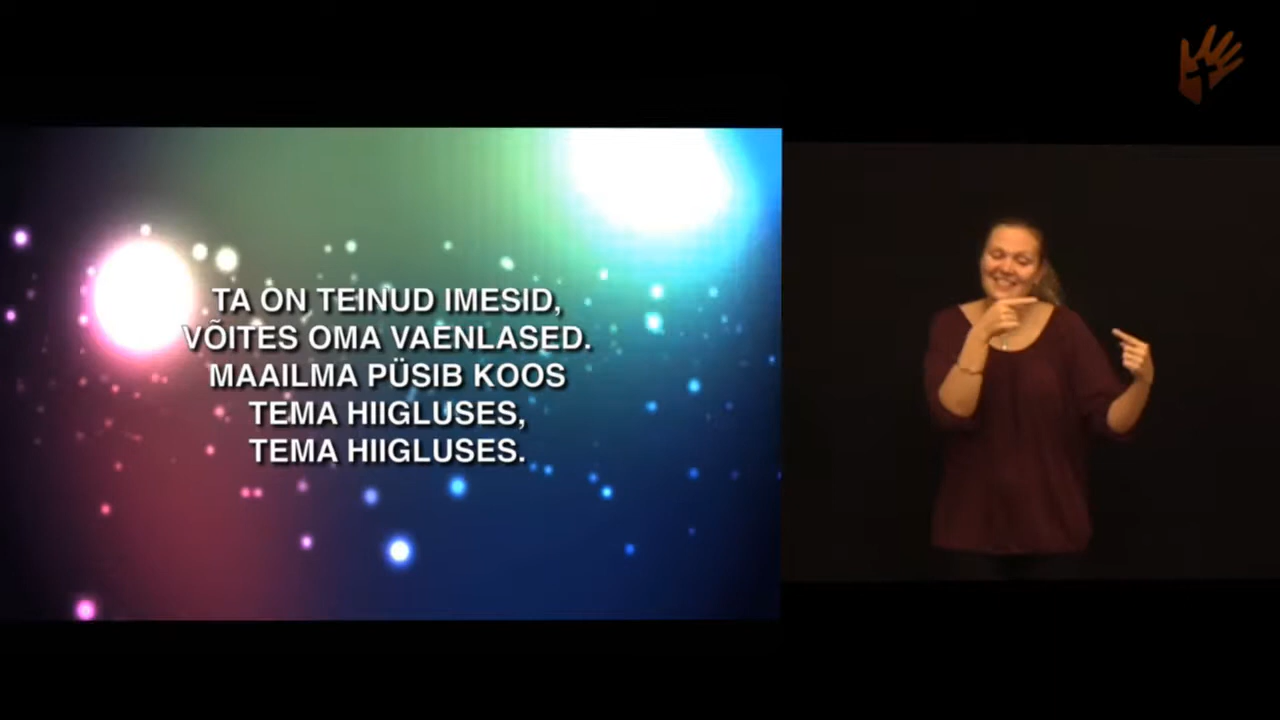 TA ON TEINUD IMESID,
VÕITES OMA VAENLASED.
MAAILMA PÜSIB KOOS
TEMA HIIGLUSES,
TEMA HIIGLUSES.